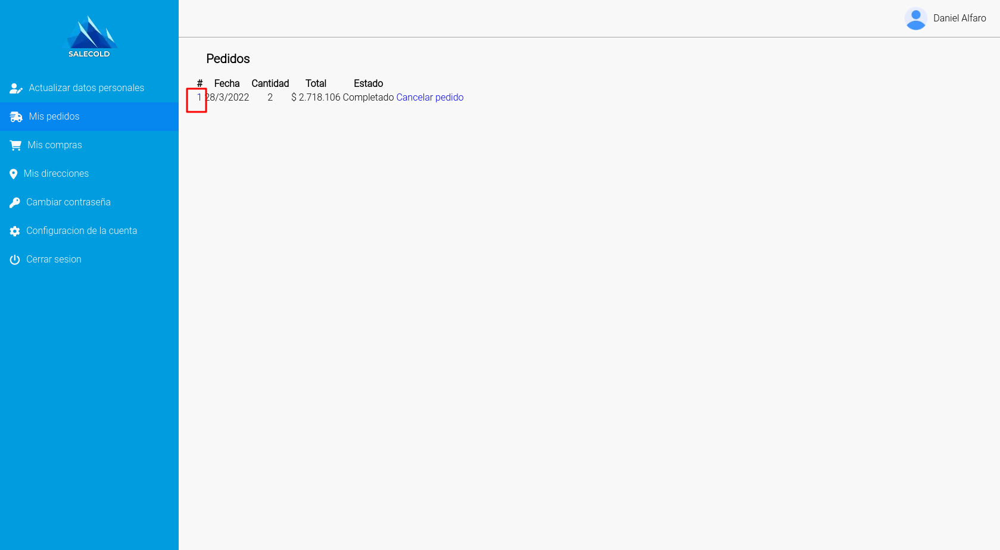 SALECOLD
Actualizar datos personales
Mis pedidos
Mis compras
Mis direcciones
Cambiar contraseña
Configuracion de la cuenta
Cerrar sesion
Daniel Alfaro
Pedidos
# Fecha Cantidad Total Estado
1 28/3/2022 2 $ 2.718.106 Completado Cancelar pedido